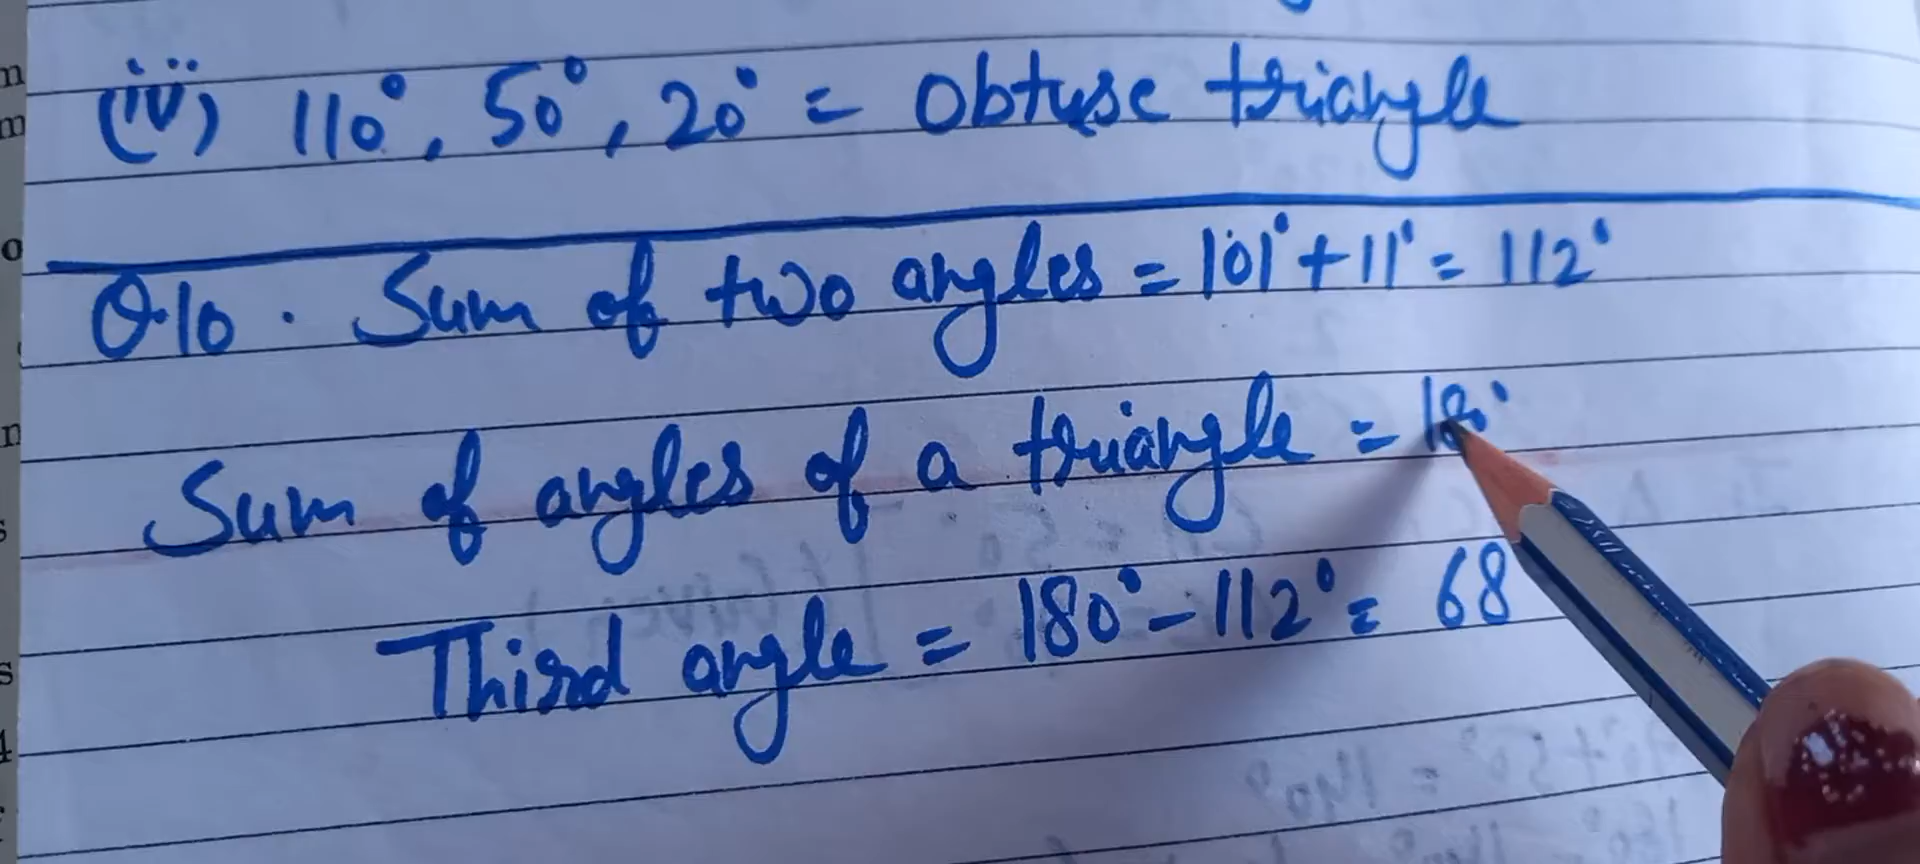 (iv) 110°, 50°, 20° = Obtuse triangle
Q.10. Sum of two angles = 101° + 11° = 112°
Sum of angles of a triangle = 180°
Third angle = 180° - 112° = 68